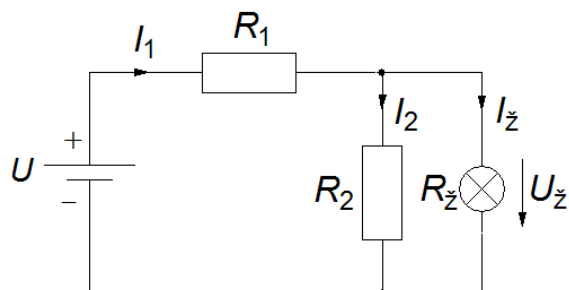 I1 R1
I2 Iž
+
U
−
R2 Rž Už